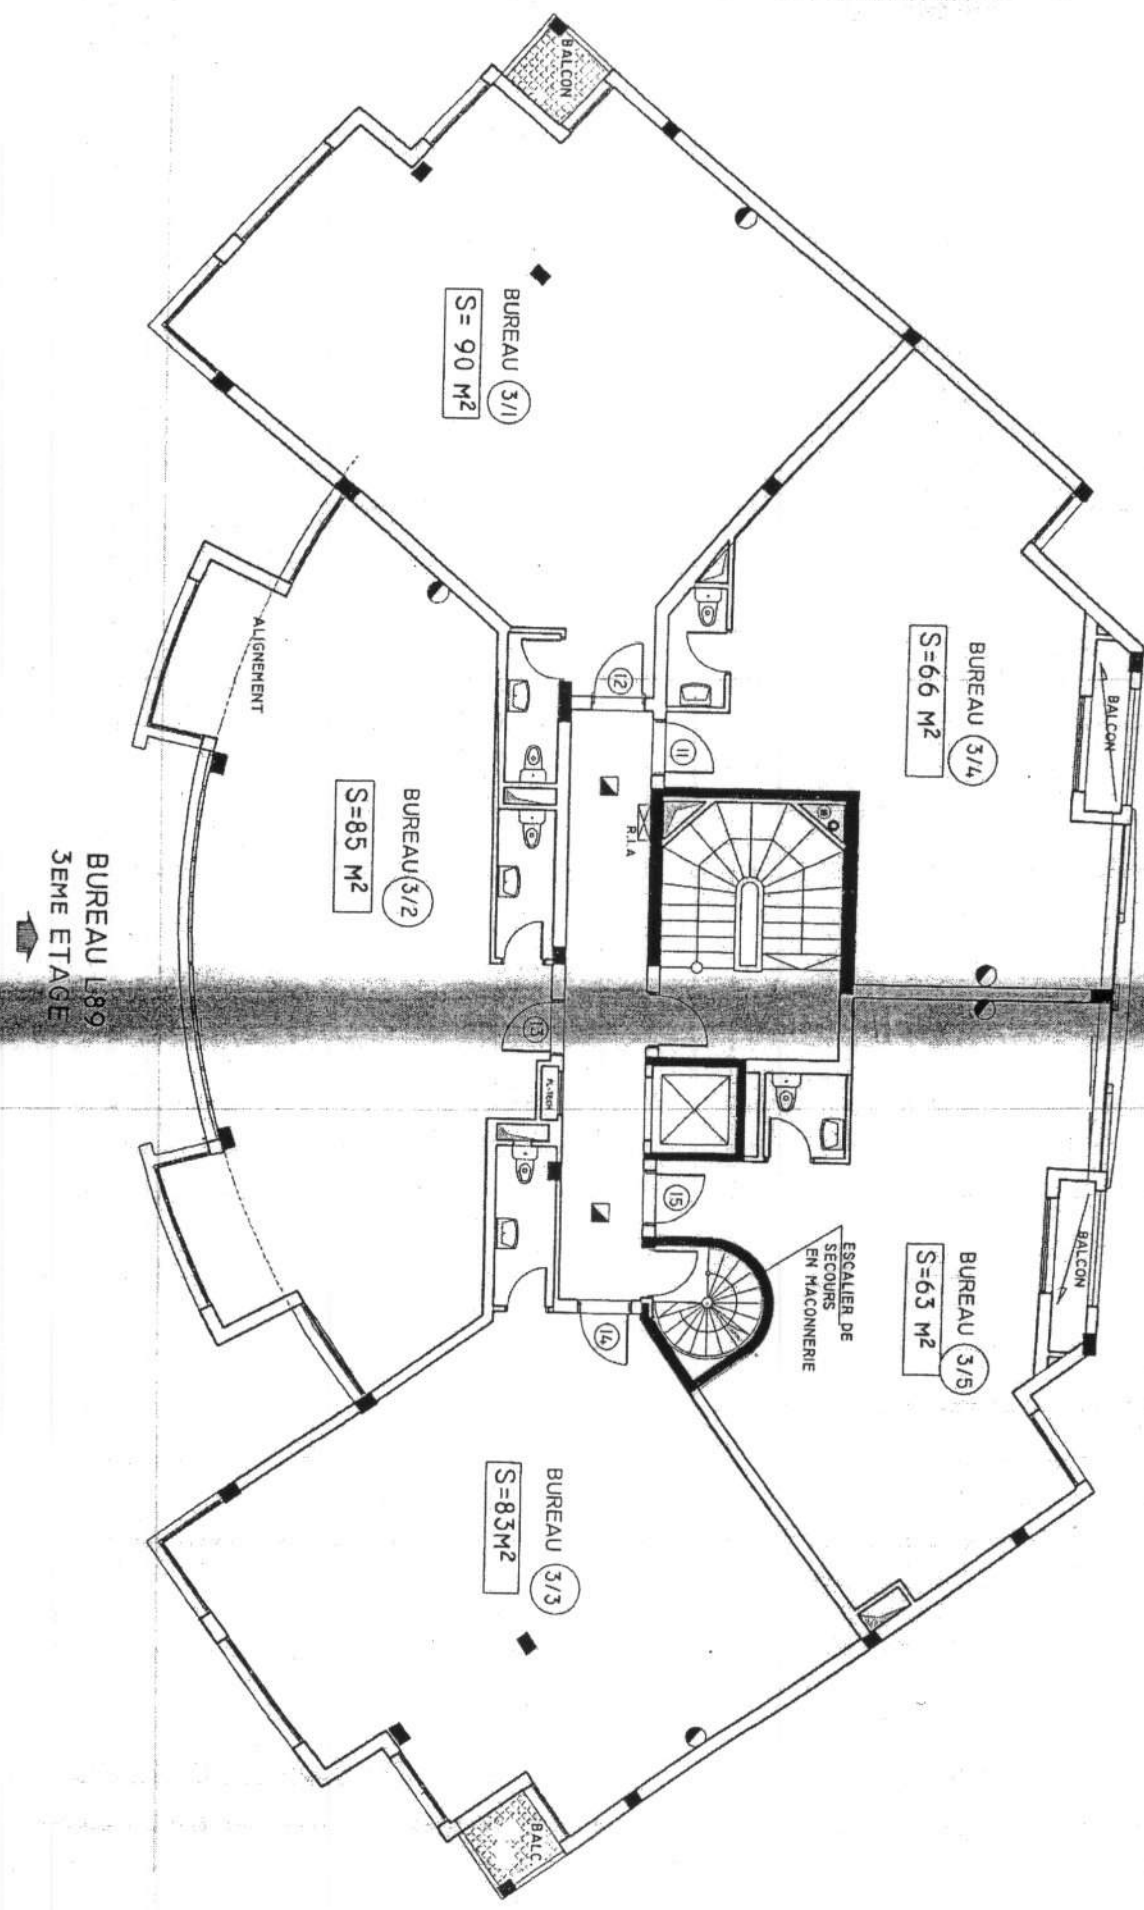 BALCON
BUREAU 3/1
S= 90 M²
BUREAU 3/4
S=66 M²
BALCON
12
11
R.I.A
ALIGNEMENT
BUREAU 3/2
S=85 M²
13
PL.TECH
15
14
ESCALIER DE
SECOURS
EN MACONNERIE
BUREAU 3/5
S=63 M²
BALCON
BUREAU 3/3
S=83M²
BALC.
3EME ETAGE